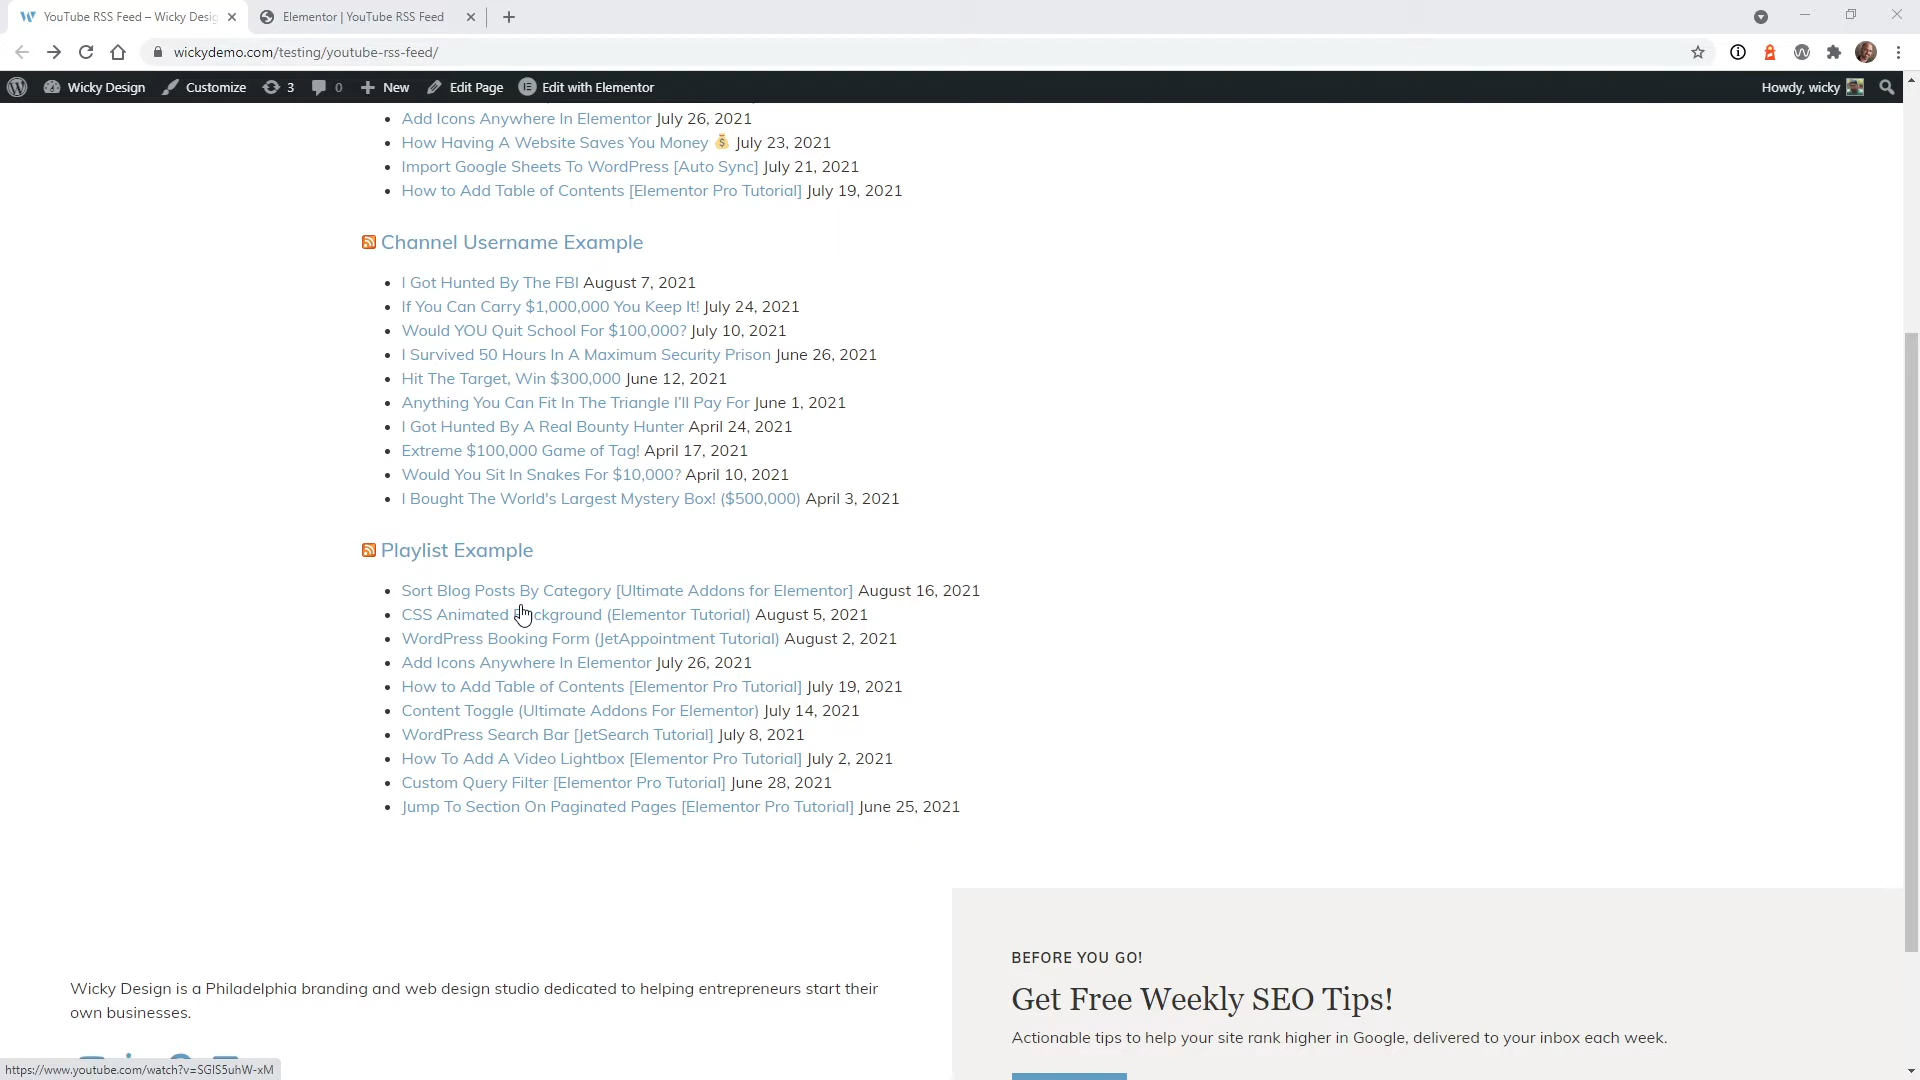 YouTube RSS Feed – Wicky Desig
Elementor | YouTube RSS Feed
wickydemo.com/testing/youtube-rss-feed/
Wicky Design
Customize
3
0
New
Edit Page
Edit with Elementor
Howdy, wicky
Add Icons Anywhere In Elementor July 26, 2021
How Having A Website Saves You Money 💰 July 23, 2021
Import Google Sheets To WordPress [Auto Sync] July 21, 2021
How to Add Table of Contents [Elementor Pro Tutorial] July 19, 2021
Channel Username Example
I Got Hunted By The FBI August 7, 2021
If You Can Carry $1,000,000 You Keep It! July 24, 2021
Would YOU Quit School For $100,000? July 10, 2021
I Survived 50 Hours In A Maximum Security Prison June 26, 2021
Hit The Target, Win $300,000 June 12, 2021
Anything You Can Fit In The Triangle I'll Pay For June 1, 2021
I Got Hunted By A Real Bounty Hunter April 24, 2021
Extreme $100,000 Game of Tag! April 17, 2021
Would You Sit In Snakes For $10,000? April 10, 2021
I Bought The World's Largest Mystery Box! ($500,000) April 3, 2021
Playlist Example
Sort Blog Posts By Category [Ultimate Addons for Elementor] August 16, 2021
CSS Animated Background (Elementor Tutorial) August 5, 2021
WordPress Booking Form (JetAppointment Tutorial) August 2, 2021
Add Icons Anywhere In Elementor July 26, 2021
How to Add Table of Contents [Elementor Pro Tutorial] July 19, 2021
Content Toggle (Ultimate Addons For Elementor) July 14, 2021
WordPress Search Bar [JetSearch Tutorial] July 8, 2021
How To Add A Video Lightbox [Elementor Pro Tutorial] July 2, 2021
Custom Query Filter [Elementor Pro Tutorial] June 28, 2021
Jump To Section On Paginated Pages [Elementor Pro Tutorial] June 25, 2021
BEFORE YOU GO!
Get Free Weekly SEO Tips!
Actionable tips to help your site rank higher in Google, delivered to your inbox each week.
Wicky Design is a Philadelphia branding and web design studio dedicated to helping entrepreneurs start their
own businesses.
https://www.youtube.com/watch?v=SGIS5uhW-xM